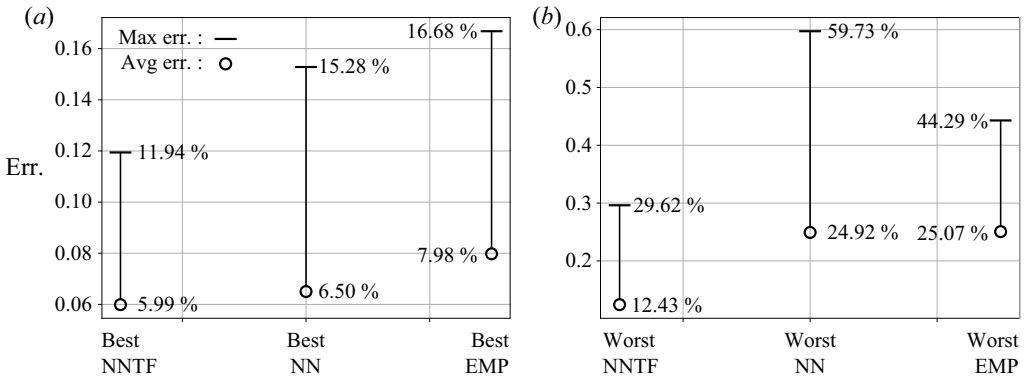 (a)
Max err. :
Avg err. :
Err.
0.16
0.14
0.12
0.10
0.08
0.06
11.94 %
5.99 %
15.28 %
6.50 %
16.68 %
7.98 %
Best
NNTF
Best
NN
Best
EMP
(b)
0.6
0.5
0.4
0.3
0.2
29.62 %
12.43 %
59.73 %
24.92 %
44.29 %
25.07 %
Worst
NNTF
Worst
NN
Worst
EMP